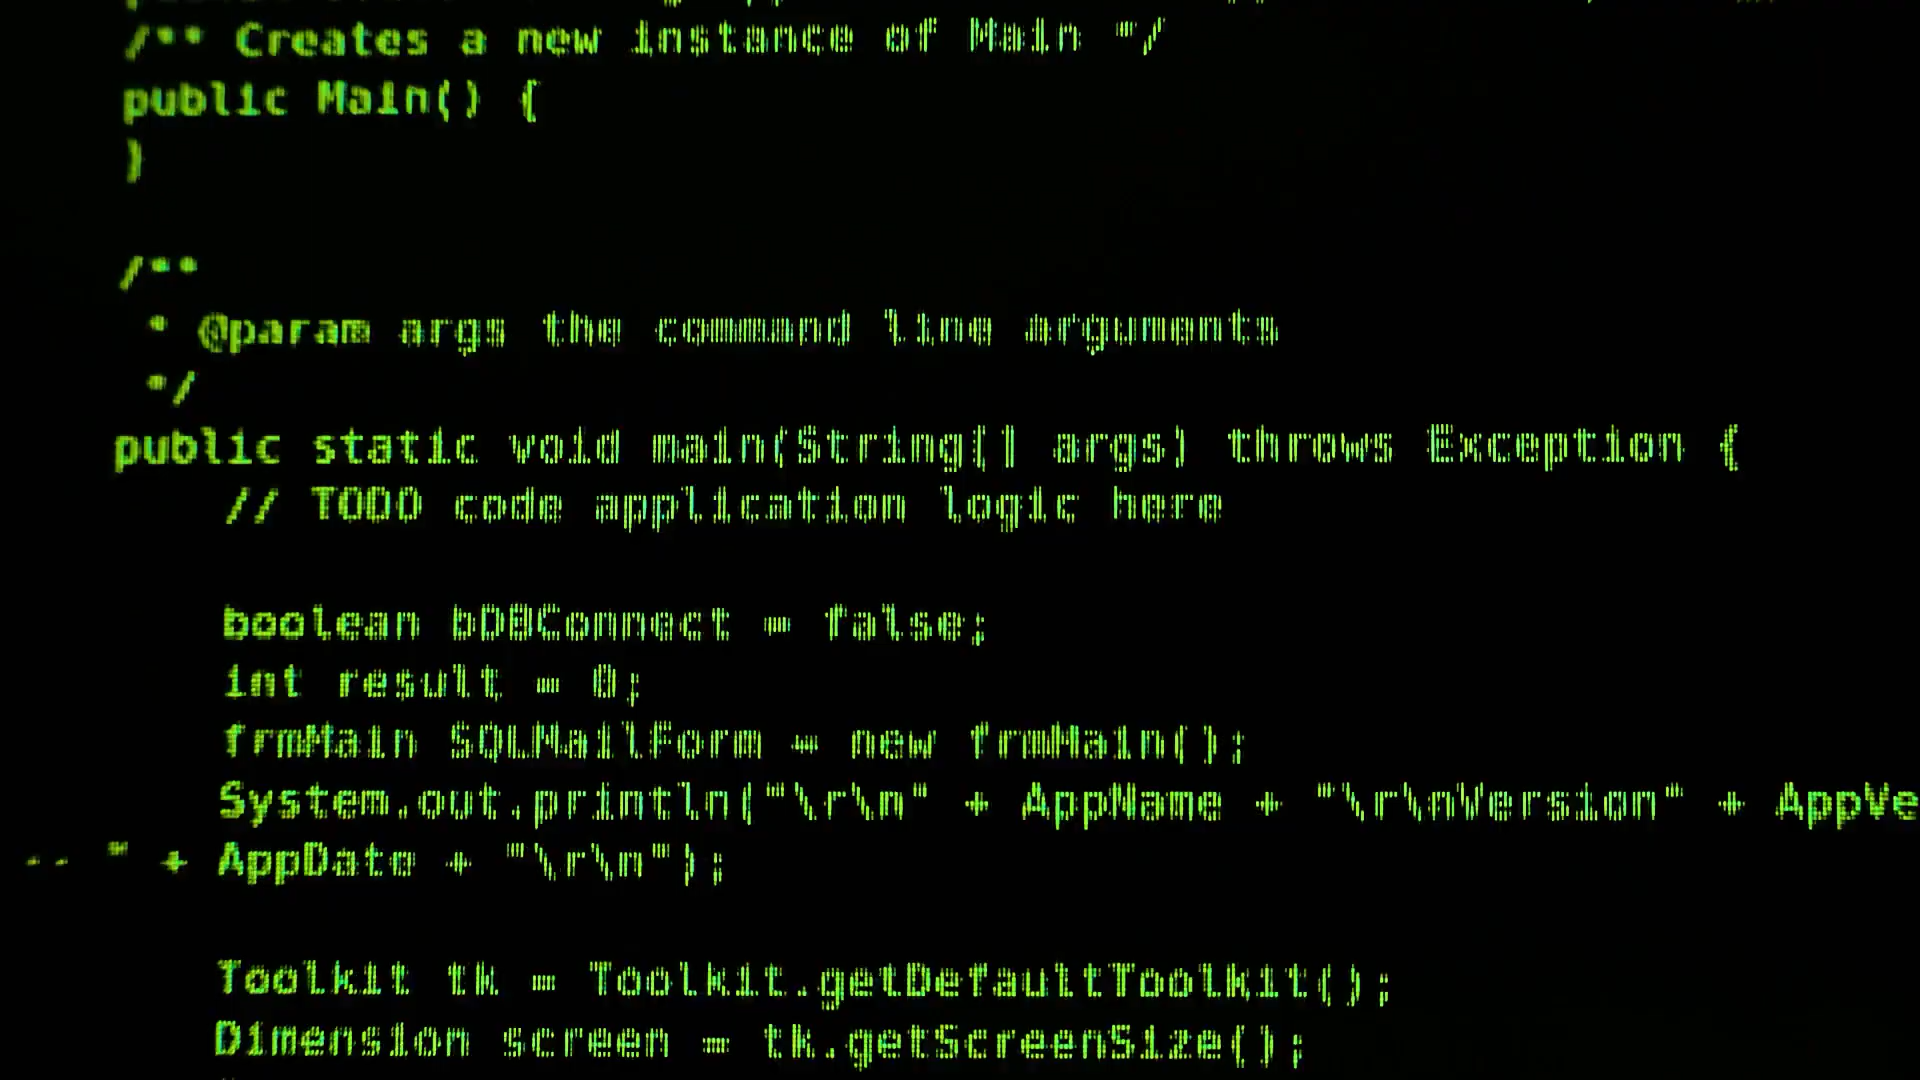 /** Creates a new instance of Main */
public Main() {
}
/**
* @param args the command line arguments
*/
public static void main(String[] args) throws Exception {
// TODO code application logic here
boolean bDBConnect = false;
int result = 0;
frmMain SQLMailForm = new frmMain();
System.out.println("\r\n" + AppName + "\r\nVersion" + AppVe
-- " + AppDate + "\r\n");
Toolkit tk = Toolkit.getDefaultToolkit();
Dimension screen = tk.getScreenSize();